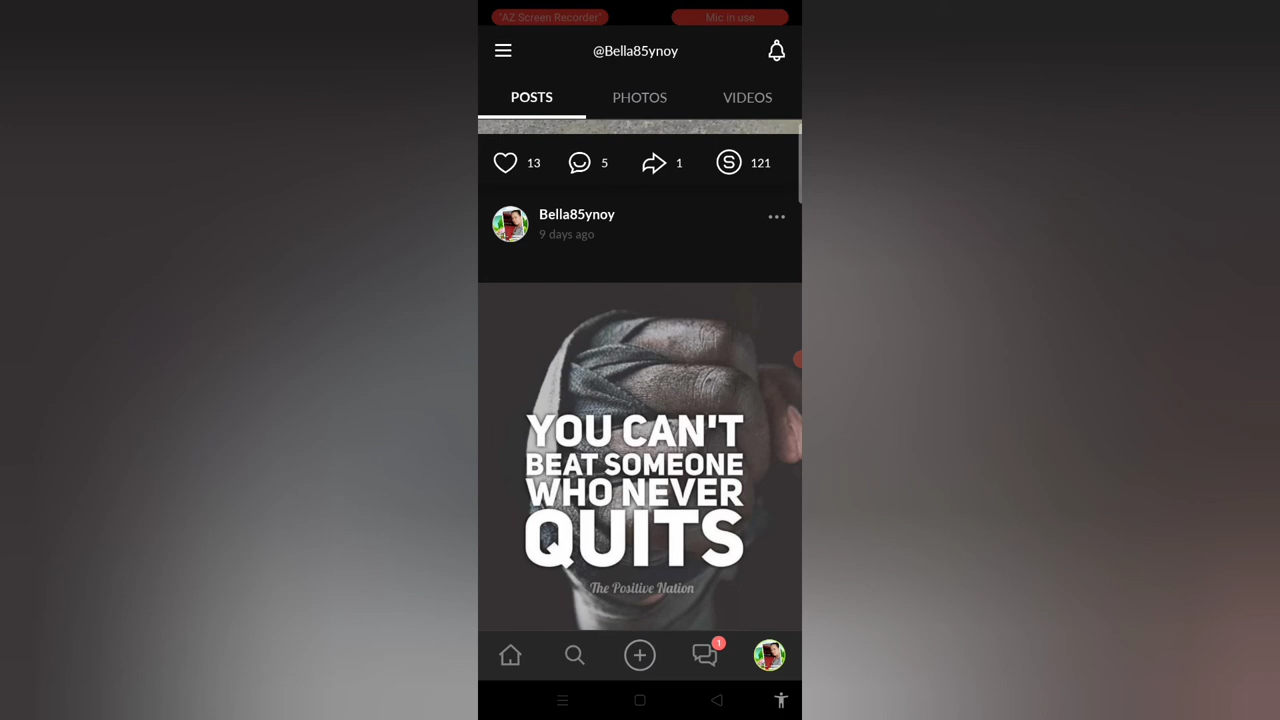 "AZ Screen Recorder"
Mic in use
@Bella85ynoy
POSTS
PHOTOS
VIDEOS
13
5
1
S
121
Bella85ynoy
9 days ago
YOU CAN'T
BEAT SOMEONE
WHO NEVER
QUITS
The Positive Nation
1